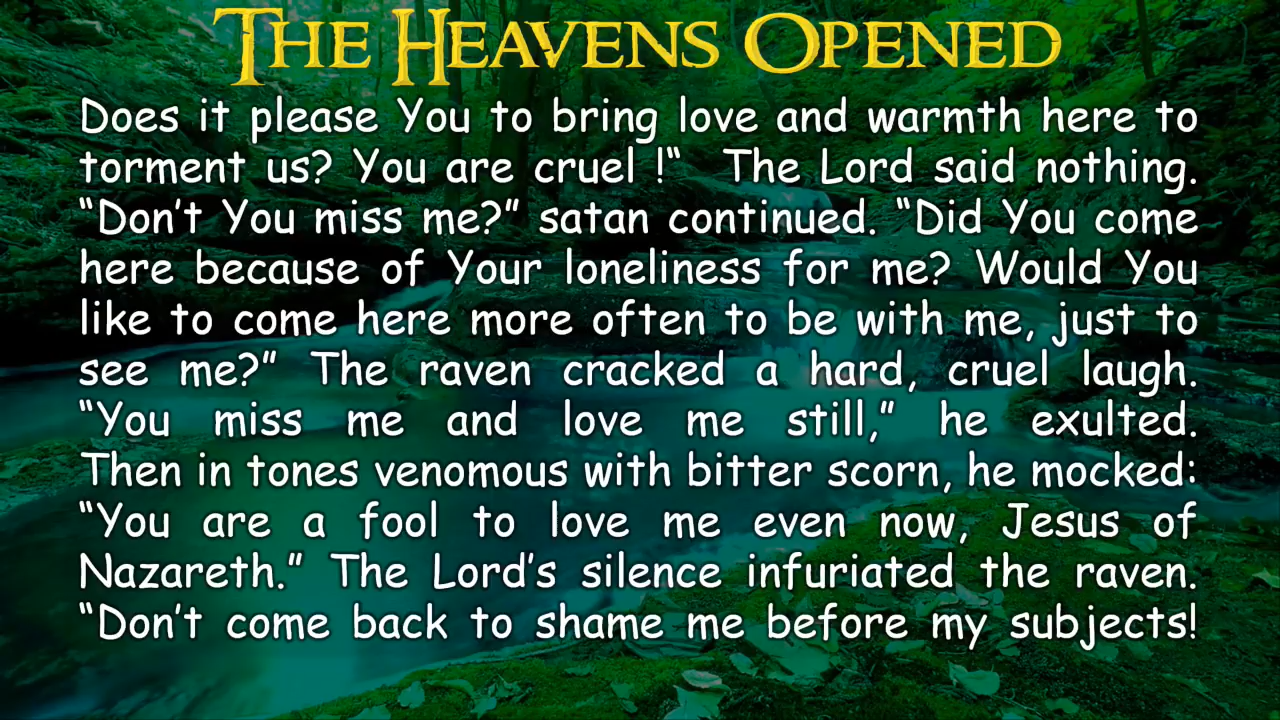 THE HEAVENS OPENED
Does it please You to bring love and warmth here to
torment us? You are cruel !“ The Lord said nothing.
“Don’t You miss me?” satan continued. “Did You come
here because of Your loneliness for me? Would You
like to come here more often to be with me, just to
see me?” The raven cracked a hard, cruel laugh.
“You miss me and love me still,” he exulted.
Then in tones venomous with bitter scorn, he mocked:
“You are a fool to love me even now, Jesus of
Nazareth.” The Lord’s silence infuriated the raven.
“Don’t come back to shame me before my subjects!